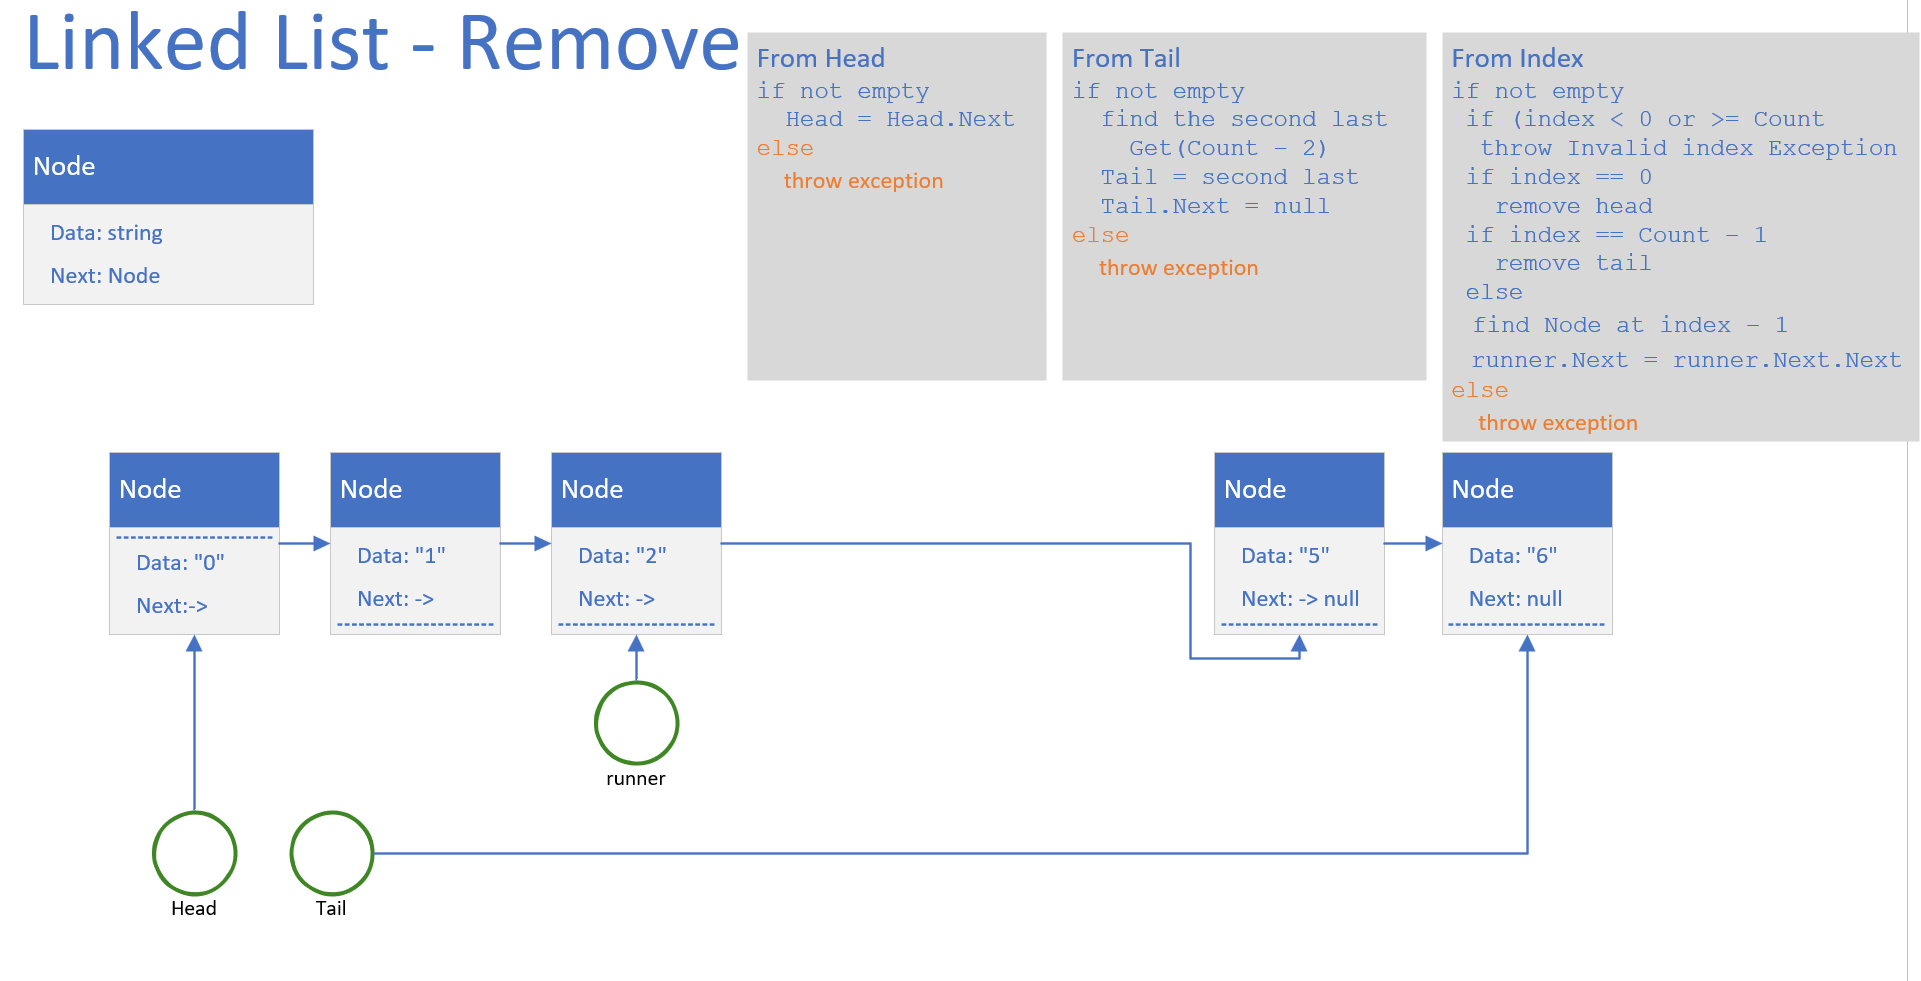 Linked List - Remove
Node
Data: string
Next: Node
From Head
if not empty
Head = Head.Next
else
throw exception
From Tail
if not empty
find the second last
Get(Count – 2)
Tail = second last
Tail.Next = null
else
throw exception
From Index
if not empty
if (index < 0 or >= Count
throw Invalid index Exception
if index == 0
remove head
if index == Count – 1
remove tail
else
find Node at index – 1
runner.Next = runner.Next.Next
else
throw exception
Node
Data: "0"
Next:->
Node
Data: "1"
Next: ->
Node
Data: "2"
Next: ->
Node
Data: "5"
Next: -> null
Node
Data: "6"
Next: null
runner
Head
Tail